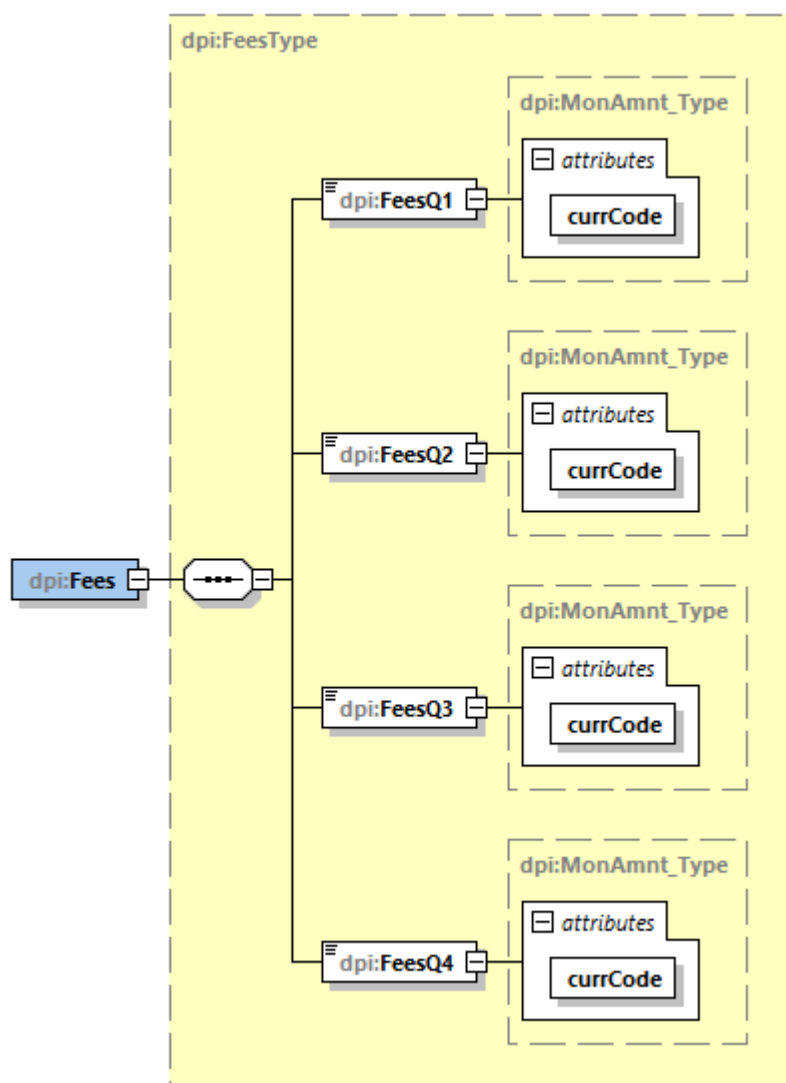 dpi:FeesType
dpi:MonAmnt_Type
attributes
dpi:FeesQ1
currCode
dpi:MonAmnt_Type
attributes
dpi:FeesQ2
currCode
dpi:Fees
dpi:MonAmnt_Type
attributes
dpi:FeesQ3
currCode
dpi:MonAmnt_Type
attributes
dpi:FeesQ4
currCode